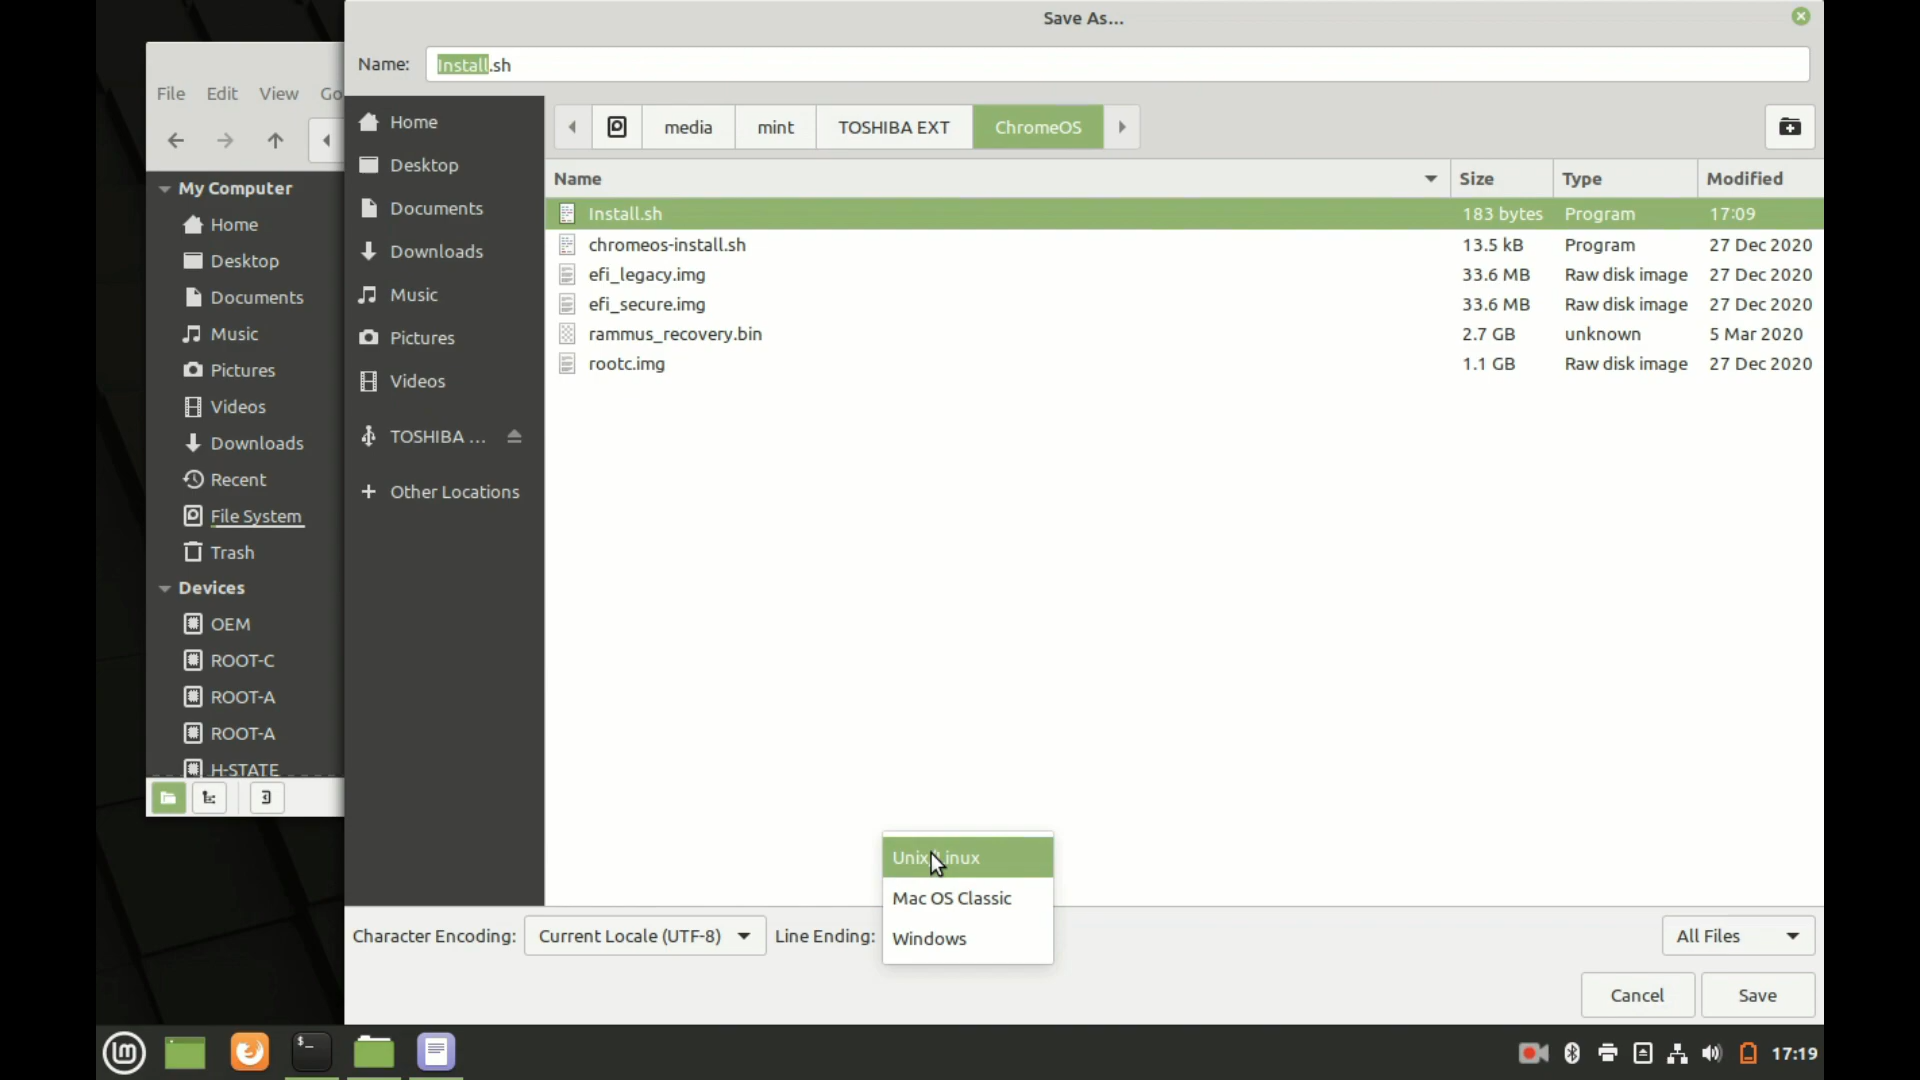 Save As...
Name: Install.sh
File Edit View Go
My Computer
Home
Desktop
Documents
Music
Pictures
Videos
Downloads
Recent
File System
Trash
Devices
OEM
ROOT-C
ROOT-A
ROOT-A
H-STATE
Home
Desktop
Documents
Downloads
Music
Pictures
Videos
TOSHIBA ...
Other Locations
media mint TOSHIBA EXT ChromeOS
Name Size Type Modified
Install.sh 183 bytes Program 17:09
chromeos-install.sh 13.5 kB Program 27 Dec 2020
efi_legacy.img 33.6 MB Raw disk image 27 Dec 2020
efi_secure.img 33.6 MB Raw disk image 27 Dec 2020
rammus_recovery.bin 2.7 GB unknown 5 Mar 2020
rootc.img 1.1 GB Raw disk image 27 Dec 2020
Unix/Linux
Mac OS Classic
Windows
Character Encoding: Current Locale (UTF-8) Line Ending:
All Files
Cancel Save
17:19